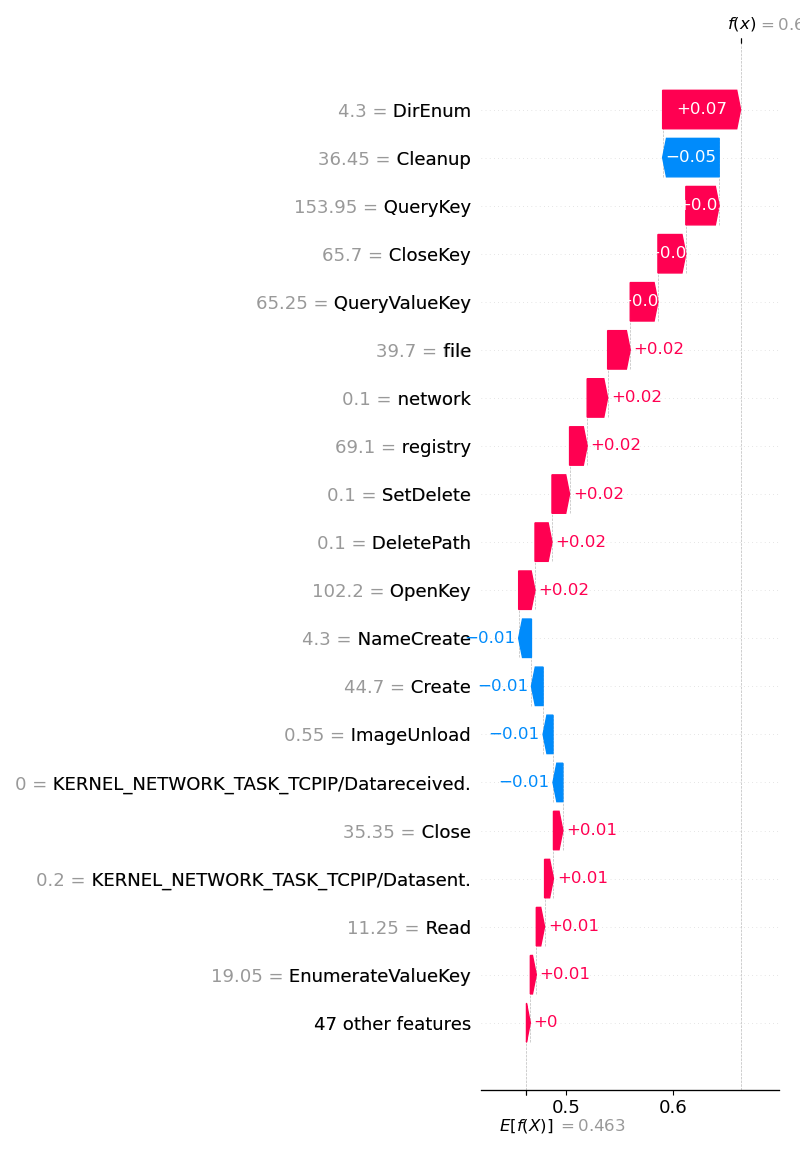 f(x) = 0.6
4.3 = DirEnum +0.07
36.45 = Cleanup −0.05
153.95 = QueryKey
65.7 = CloseKey
65.25 = QueryValueKey
39.7 = file +0.02
0.1 = network +0.02
69.1 = registry +0.02
0.1 = SetDelete +0.02
0.1 = DeletePath +0.02
102.2 = OpenKey +0.02
4.3 = NameCreate −0.01
44.7 = Create −0.01
0.55 = ImageUnload −0.01
0 = KERNEL_NETWORK_TASK_TCPIP/Datareceived. −0.01
35.35 = Close +0.01
0.2 = KERNEL_NETWORK_TASK_TCPIP/Datasent. +0.01
11.25 = Read +0.01
19.05 = EnumerateValueKey +0.01
47 other features +0
0.5 0.6
E[f(X)] = 0.463